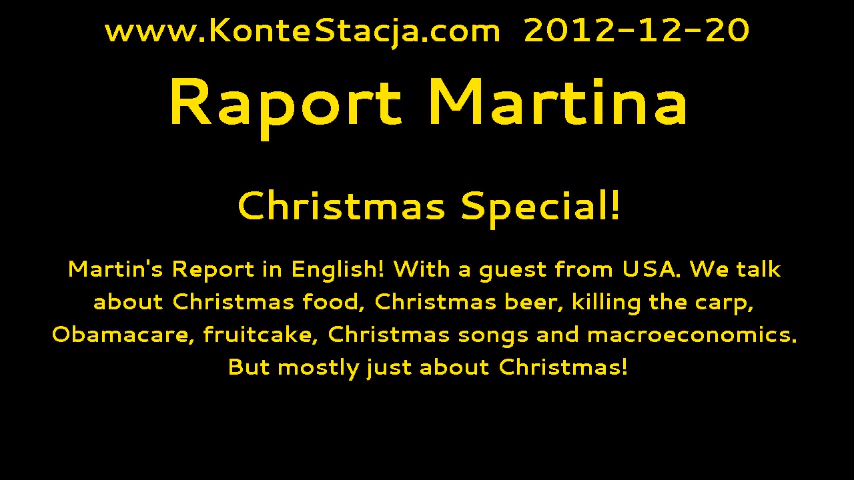 www.KonteStacja.com 2012-12-20
Raport Martina
Christmas Special!
Martin's Report in English! With a guest from USA. We talk
about Christmas food, Christmas beer, killing the carp,
Obamacare, fruitcake, Christmas songs and macroeconomics.
But mostly just about Christmas!